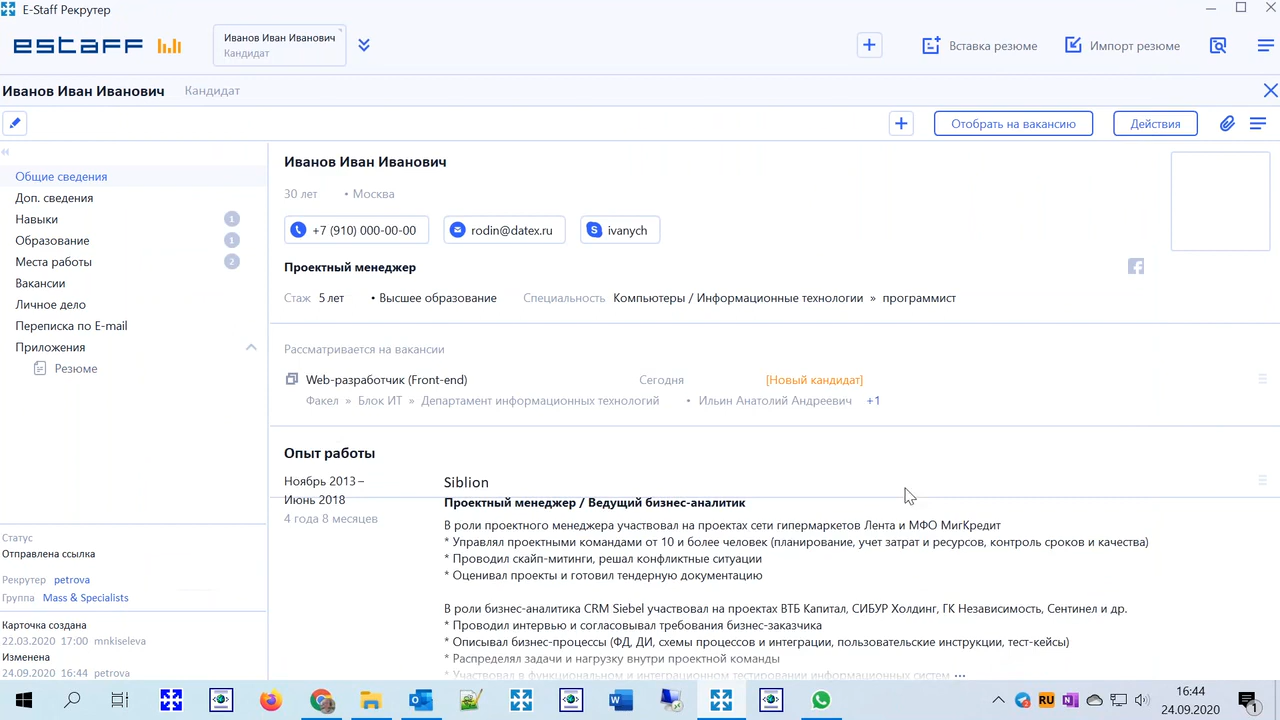 E-Staff Рекрутер
estaff
Иванов Иван Иванович
Кандидат
Вставка резюме
Импорт резюме
Иванов Иван Иванович Кандидат
Отобрать на вакансию
Действия
Общие сведения
Доп. сведения
Навыки 1
Образование 1
Места работы 2
Вакансии
Личное дело
Переписка по E-mail
Приложения
Резюме
Статус
Отправлена ссылка
Рекрутер petrova
Группа Mass & Specialists
Карточка создана
22.03.2020 17:00 mnkiseleva
Изменена
24.09.2020 16:44 petrova
Иванов Иван Иванович
30 лет • Москва
+7 (910) 000-00-00
rodin@datex.ru
ivanych
Проектный менеджер
Стаж 5 лет • Высшее образование Специальность Компьютеры / Информационные технологии » программист
Рассматривается на вакансии
Web-разработчик (Front-end) Сегодня [Новый кандидат]
Факел » Блок ИТ » Департамент информационных технологий • Ильин Анатолий Андреевич +1
Опыт работы
Ноябрь 2013 –
Июнь 2018
4 года 8 месяцев
Siblion
Проектный менеджер / Ведущий бизнес-аналитик
В роли проектного менеджера участвовал на проектах сети гипермаркетов Лента и МФО МигКредит
* Управлял проектными командами от 10 и более человек (планирование, учет затрат и ресурсов, контроль сроков и качества)
* Проводил скайп-митинги, решал конфликтные ситуации
* Оценивал проекты и готовил тендерную документацию
В роли бизнес-аналитика CRM Siebel участвовал на проектах ВТБ Капитал, СИБУР Холдинг, ГК Независимость, Сентинел и др.
* Проводил интервью и согласовывал требования бизнес-заказчика
* Описывал бизнес-процессы (ФД, ДИ, схемы процессов и интеграции, пользовательские инструкции, тест-кейсы)
* Распределял задачи и нагрузку внутри проектной команды
* Участвовал в функциональном и интеграционном тестировании информационных систем ...
RU
16:44
24.09.2020
1